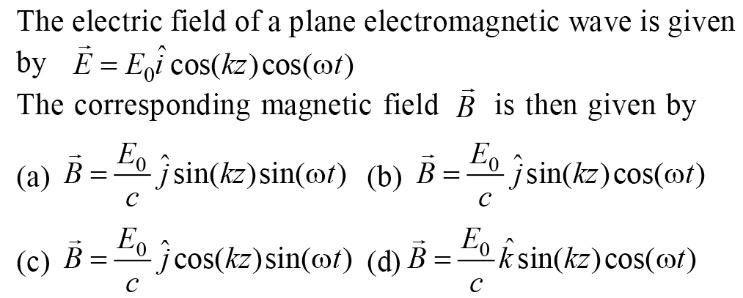 The electric field of a plane electromagnetic wave is given
by $\vec{E} = E_0 \hat{i} \cos(kz) \cos(\omega t)$
The corresponding magnetic field $\vec{B}$ is then given by
(a) $\vec{B} = \frac{E_0}{c} \hat{j} \sin(kz) \sin(\omega t)$ (b) $\vec{B} = \frac{E_0}{c} \hat{j} \sin(kz) \cos(\omega t)$
(c) $\vec{B} = \frac{E_0}{c} \hat{j} \cos(kz) \sin(\omega t)$ (d) $\vec{B} = \frac{E_0}{c} \hat{k} \sin(kz) \cos(\omega t)$